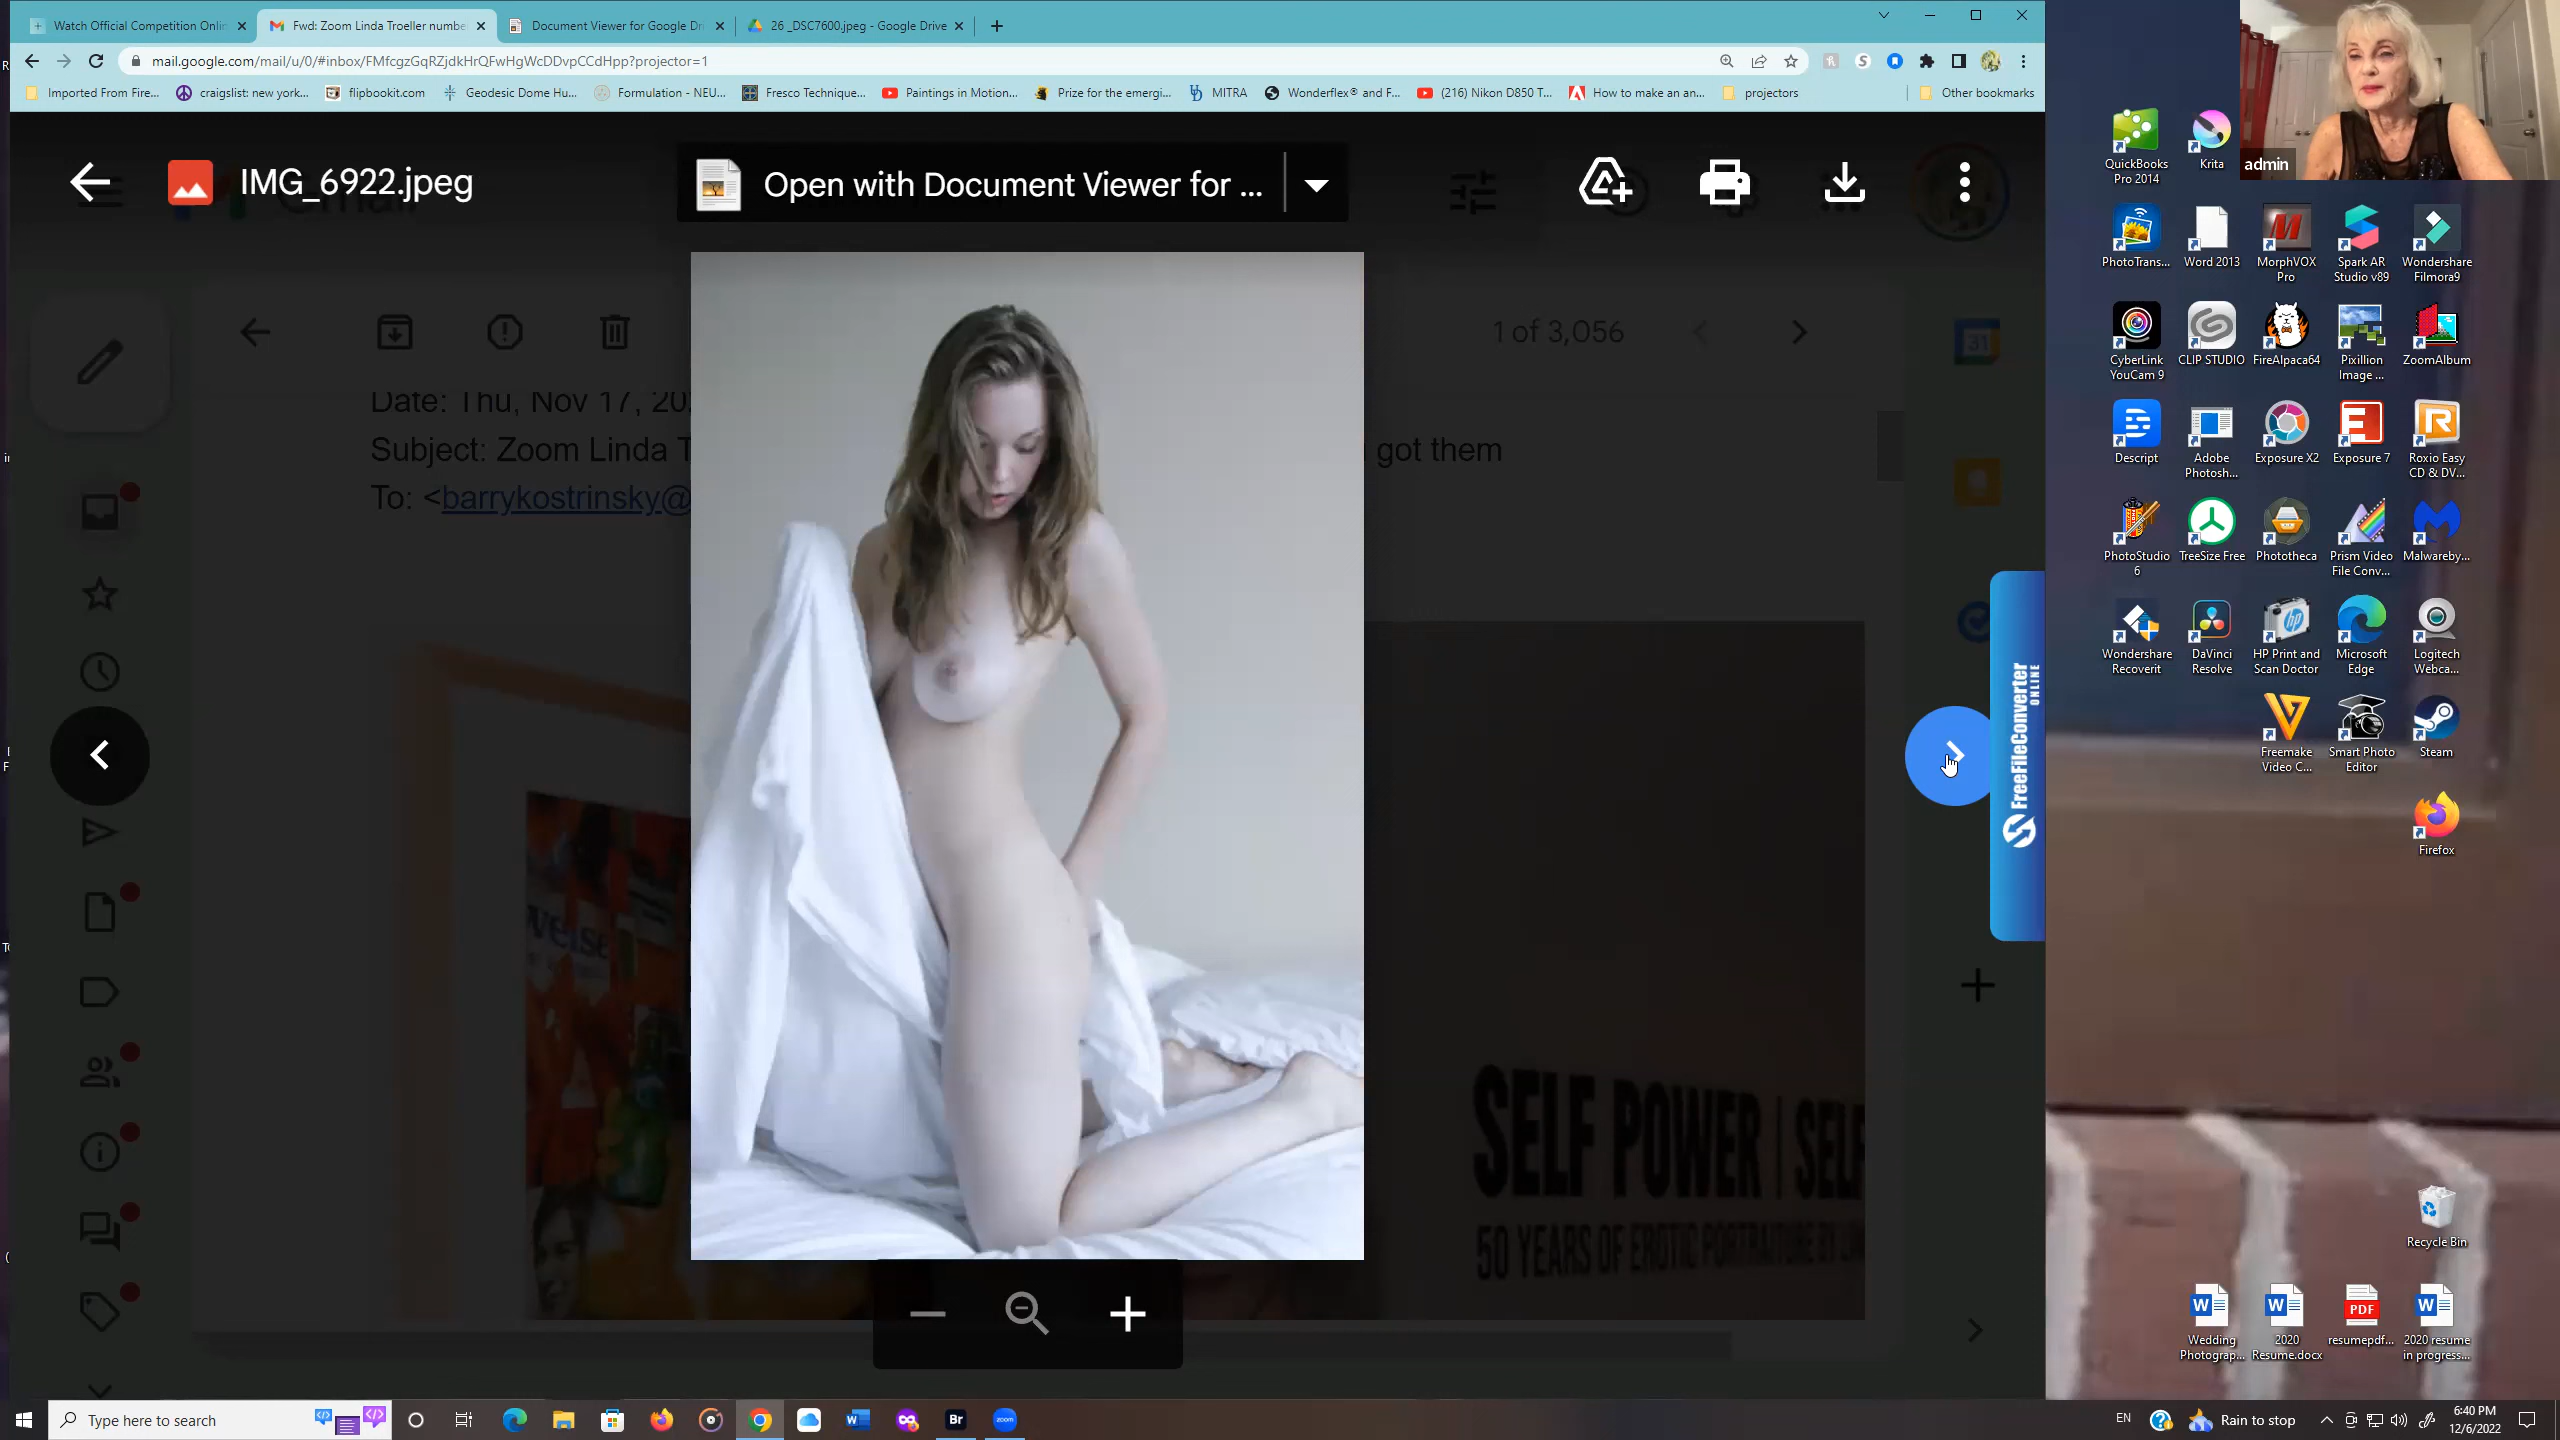 Watch Official Competition Onlin
Fwd: Zoom Linda Troeller numbe
Document Viewer for Google Dri
26 _DSC7600.jpeg - Google Drive
mail.google.com/mail/u/0/#inbox/FMfcgzGqRZjdkHrQFwHgWcDDvpCCdHpp?projector=1
Imported From Fire...
craigslist: new york...
flipbookit.com
Geodesic Dome Hu...
Formulation - NEU...
Fresco Technique...
Paintings in Motion...
Prize for the emergi...
MITRA
Wonderflex® and F...
(216) Nikon D850 T...
How to make an an...
projectors
Other bookmarks
IMG_6922.jpeg
Open with Document Viewer for ...
1 of 3,056
Date: Thu, Nov 17, 20
Subject: Zoom Linda T
got them
To: <barrykostrinsky@
SELF POWER | SELF
50 YEARS OF EROTIC PORTRAITURE BY
FreeFileConverter
ONLINE
admin
QuickBooks
Pro 2014
Krita
PhotoTrans...
Word 2013
MorphVOX
Pro
Spark AR
Studio v89
Wondershare
Filmora9
CyberLink
YouCam 9
CLIP STUDIO
FireAlpaca64
Pixillion
Image ...
ZoomAlbum
Descript
Adobe
Photosh...
Exposure X2
Exposure 7
Roxio Easy
CD & DV...
PhotoStudio
6
TreeSize Free
Phototheca
Prism Video
File Conv...
Malwareby...
Wondershare
Recoverit
DaVinci
Resolve
HP Print and
Scan Doctor
Microsoft
Edge
Logitech
Webca...
Freemake
Video C...
Smart Photo
Editor
Steam
Firefox
Recycle Bin
Wedding
Photograp...
2020
Resume.docx
PDF
resumepdf...
2020 resume
in progress...
Type here to search
Br
zoom
EN
Rain to stop
6:40 PM
12/6/2022